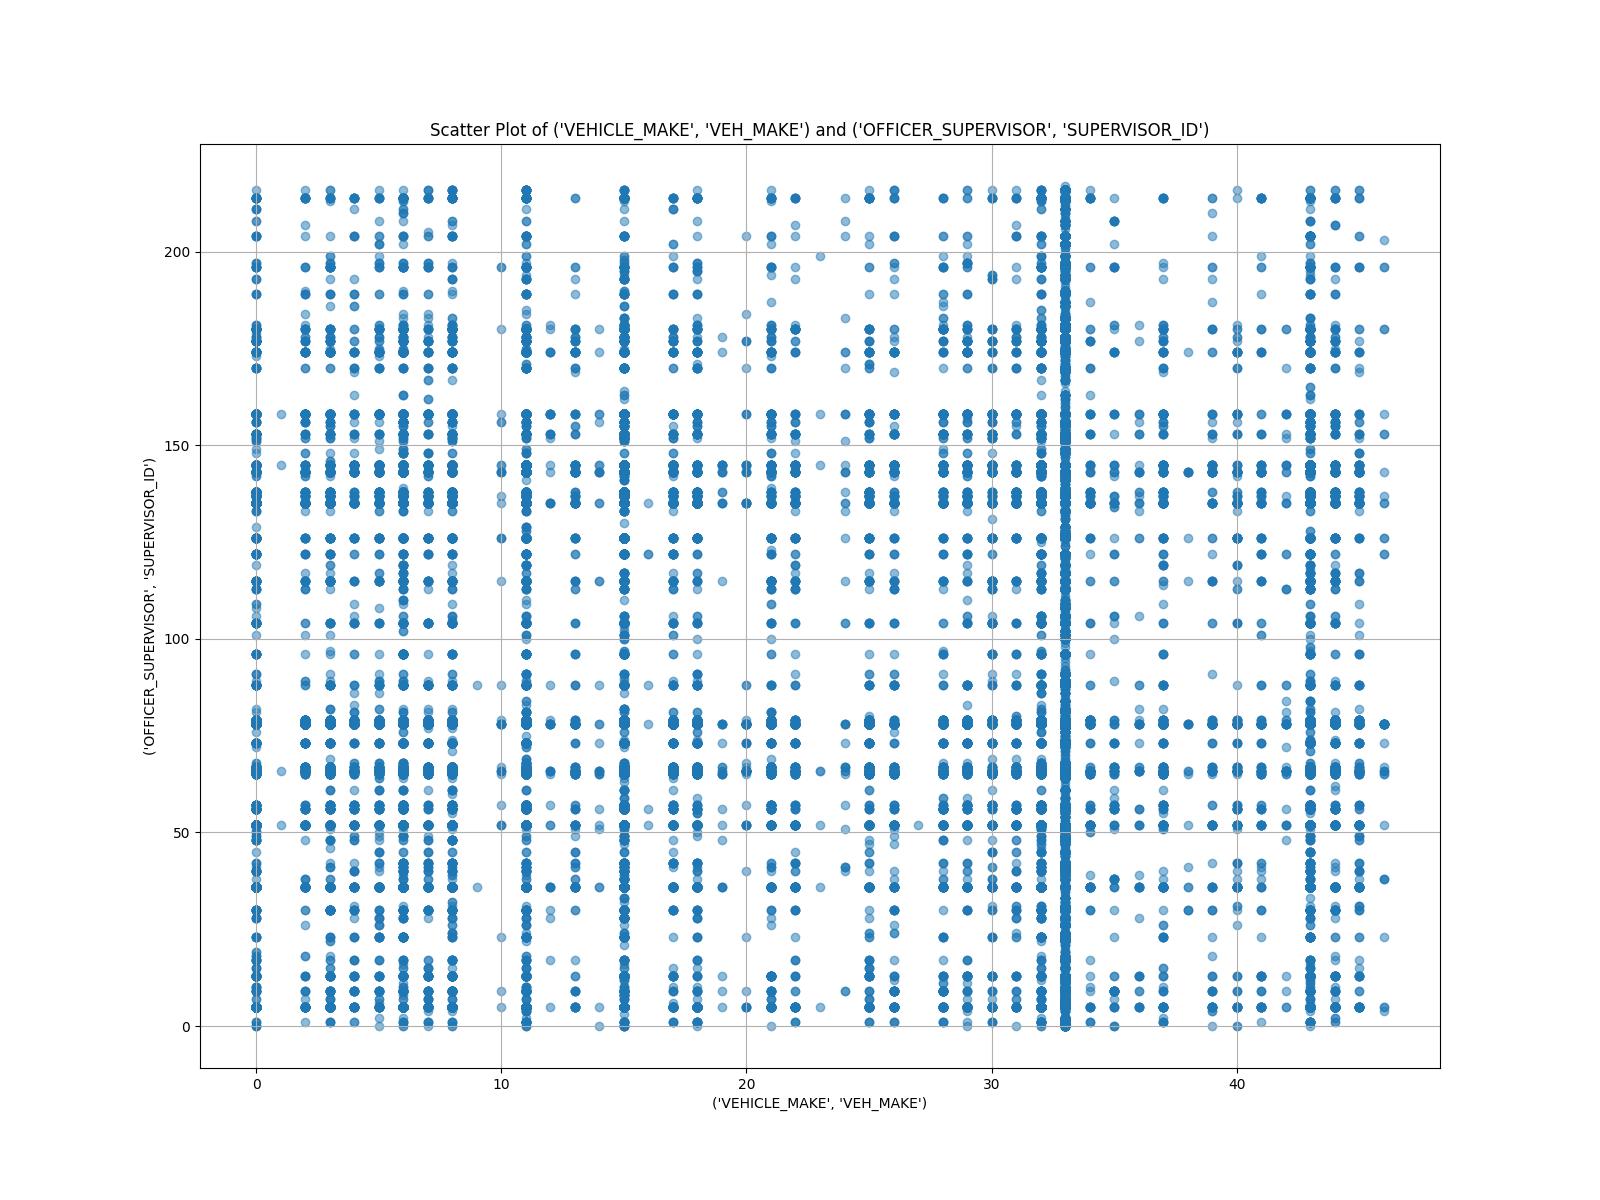 Scatter Plot of ('VEHICLE_MAKE', 'VEH_MAKE') and ('OFFICER_SUPERVISOR', 'SUPERVISOR_ID')
('OFFICER_SUPERVISOR', 'SUPERVISOR_ID')
200
150
100
50
0
0 10 20 30 40
('VEHICLE_MAKE', 'VEH_MAKE')